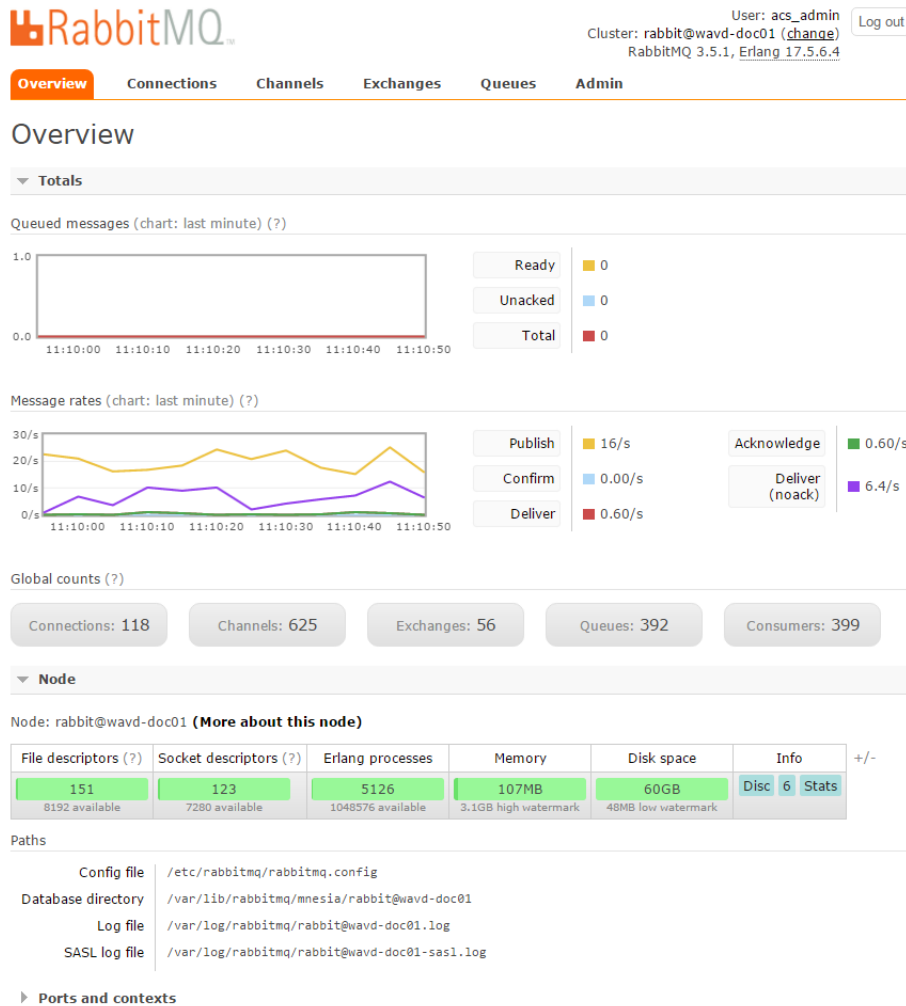 RabbitMQ™
User: acs_admin
Log out
Cluster: rabbit@wavd-doc01 (change)
RabbitMQ 3.5.1, Erlang 17.5.6.4
Overview Connections Channels Exchanges Queues Admin
Overview
Totals
Queued messages (chart: last minute) (?)
1.0
0.0
11:10:00 11:10:10 11:10:20 11:10:30 11:10:40 11:10:50
Ready 0
Unacked 0
Total 0
Message rates (chart: last minute) (?)
30/s
20/s
10/s
0/s
11:10:00 11:10:10 11:10:20 11:10:30 11:10:40 11:10:50
Publish 16/s
Confirm 0.00/s
Deliver 0.60/s
Acknowledge 0.60/s
Deliver
(noack) 6.4/s
Global counts (?)
Connections: 118 Channels: 625 Exchanges: 56 Queues: 392 Consumers: 399
Node
Node: rabbit@wavd-doc01 (More about this node)
File descriptors (?) Socket descriptors (?) Erlang processes Memory Disk space Info +/-
151 123 5126 107MB 60GB Disc 6 Stats
8192 available 7280 available 1048576 available 3.1GB high watermark 48MB low watermark
Paths
Config file /etc/rabbitmq/rabbitmq.config
Database directory /var/lib/rabbitmq/mnesia/rabbit@wavd-doc01
Log file /var/log/rabbitmq/rabbit@wavd-doc01.log
SASL log file /var/log/rabbitmq/rabbit@wavd-doc01-sasl.log
Ports and contexts